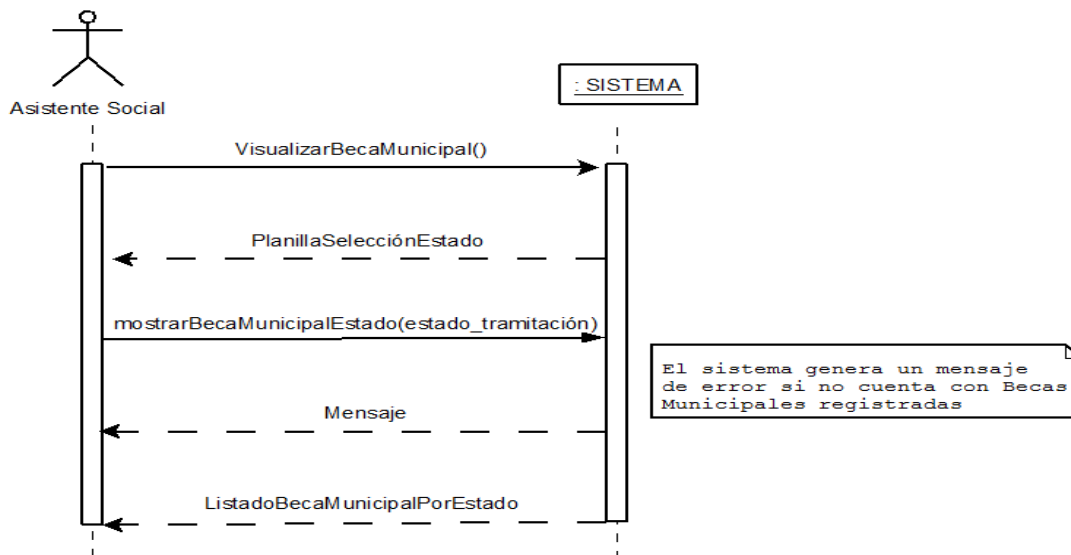 : SISTEMA
Asistente Social
VisualizarBecaMunicipal()
PlanillaSelecciónEstado
mostrarBecaMunicipalEstado(estado_tramitación)
El sistema genera un mensaje
de error si no cuenta con Becas
Municipales registradas
Mensaje
ListadoBecaMunicipalPorEstado